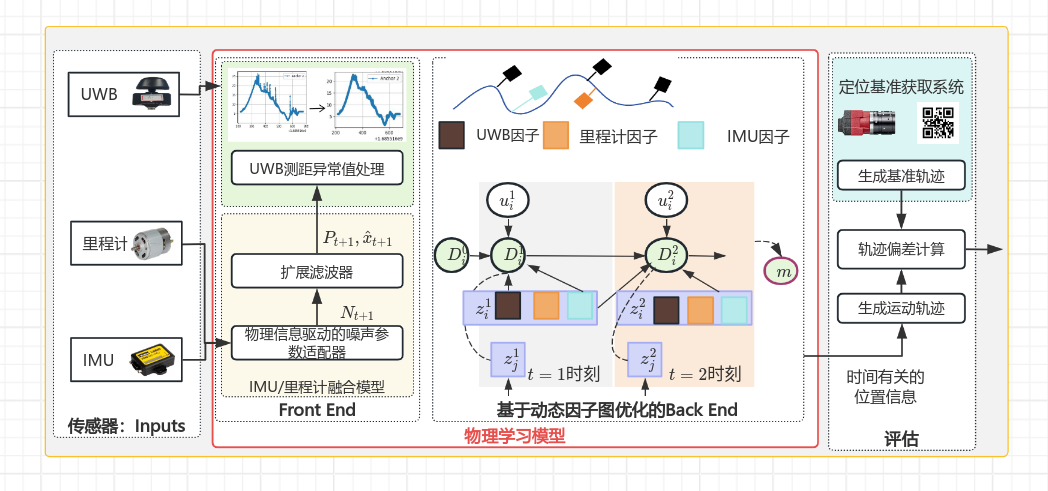 UWB
里程计
IMU
传感器：Inputs
Anchor 2
200
400
600
UWB测距异常值处理
P_{t+1}, x̂_{t+1}
扩展滤波器
N_{t+1}
物理信息驱动的噪声参
数适配器
IMU/里程计融合模型
Front End
UWB因子
里程计因子
IMU因子
u_i^1
u_i^2
D_i^0
D_i^1
D_i^2
m
z_i^1
z_i^2
z_j^1
z_j^2
t = 1时刻
t = 2时刻
基于动态因子图优化的Back End
物理学习模型
定位基准获取系统
生成基准轨迹
轨迹偏差计算
生成运动轨迹
时间有关的
位置信息
评估